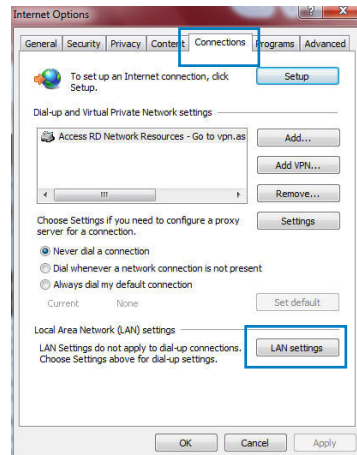 Internet Options
General Security Privacy Content Connections Programs Advanced
To set up an Internet connection, click
Setup.
Setup
Dial-up and Virtual Private Network settings
Access RD Network Resources - Go to vpn.as
Add...
Add VPN...
Remove...
Choose Settings if you need to configure a proxy
server for a connection.
Settings
Never dial a connection
Dial whenever a network connection is not present
Always dial my default connection
Current None
Set default
Local Area Network (LAN) settings
LAN Settings do not apply to dial-up connections.
Choose Settings above for dial-up settings.
LAN settings
OK Cancel Apply